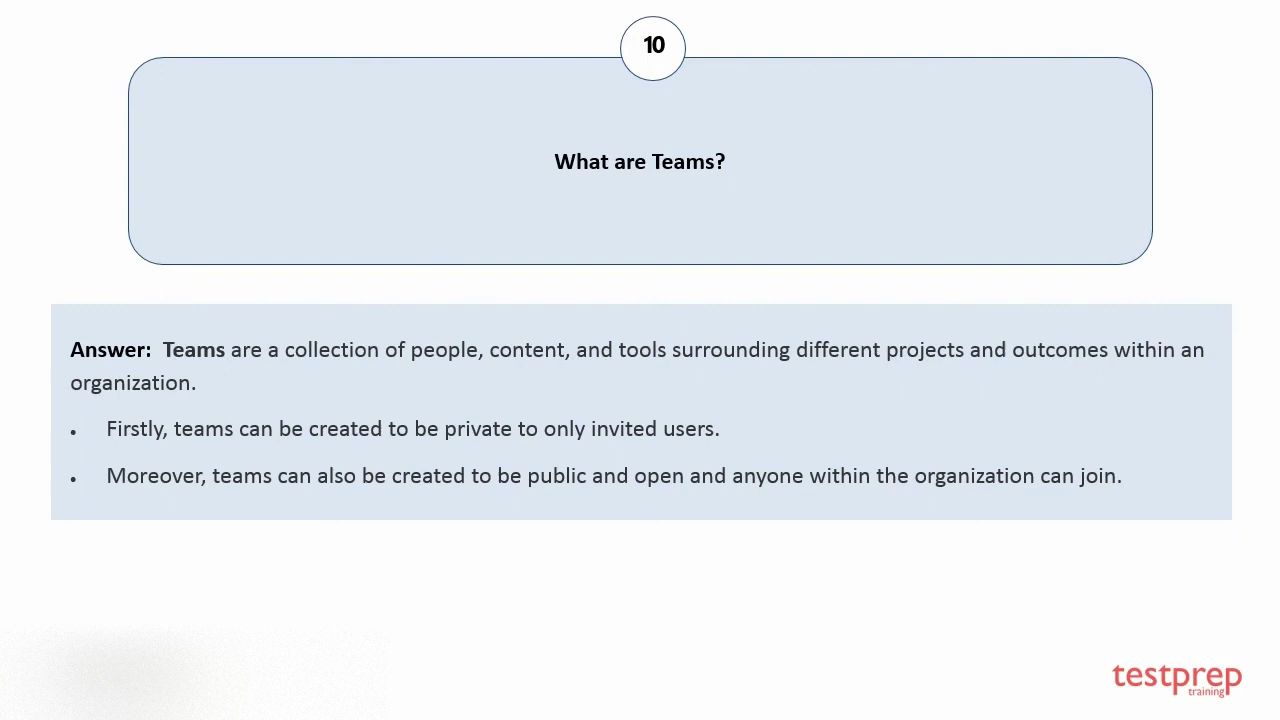 10
What are Teams?
Answer: Teams are a collection of people, content, and tools surrounding different projects and outcomes within an
organization.
• Firstly, teams can be created to be private to only invited users.
• Moreover, teams can also be created to be public and open and anyone within the organization can join.
testprep
training